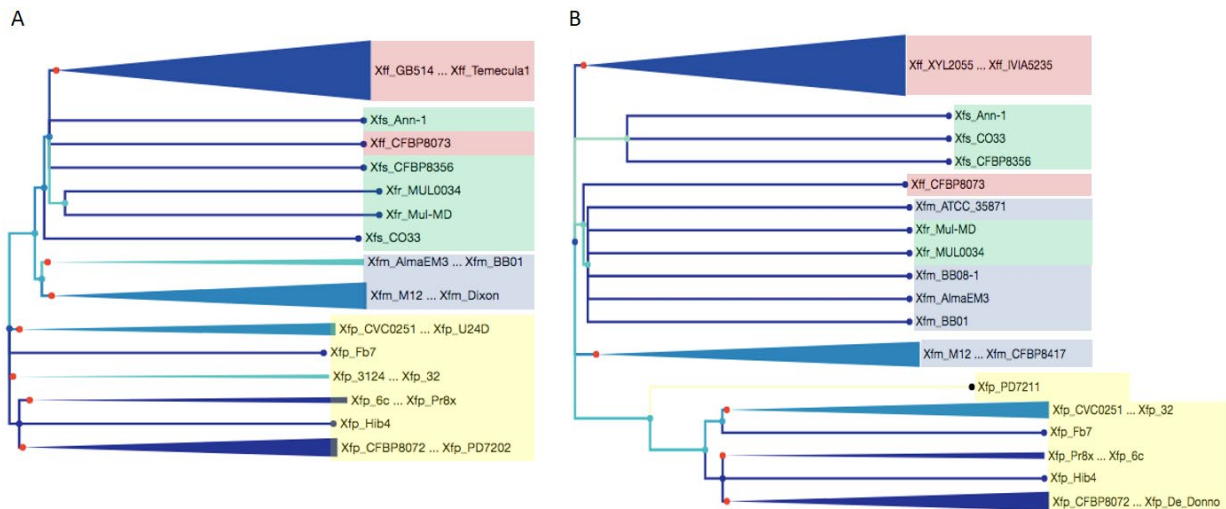 A
Xff_GB514 ... Xff_Temecula1
Xfs_Ann-1
Xff_CFBP8073
Xfs_CFBP8356
Xfr_MUL0034
Xfr_Mul-MD
Xfs_CO33
Xfm_AlmaEM3 ... Xfm_BB01
Xfm_M12 ... Xfm_Dixon
Xfp_CVC0251 ... Xfp_U24D
Xfp_Fb7
Xfp_3124 ... Xfp_32
Xfp_6c ... Xfp_Pr8x
Xfp_Hib4
Xfp_CFBP8072 ... Xfp_PD7202
B
Xff_XYL2055 ... Xff_IVIA5235
Xfs_Ann-1
Xfs_CO33
Xfs_CFBP8356
Xff_CFBP8073
Xfm_ATCC_35871
Xfr_Mul-MD
Xfr_MUL0034
Xfm_BB08-1
Xfm_AlmaEM3
Xfm_BB01
Xfm_M12 ... Xfm_CFBP8417
Xfp_PD7211
Xfp_CVC0251 ... Xfp_32
Xfp_Fb7
Xfp_Pr8x ... Xfp_6c
Xfp_Hib4
Xfp_CFBP8072 ... Xfp_De_Donno